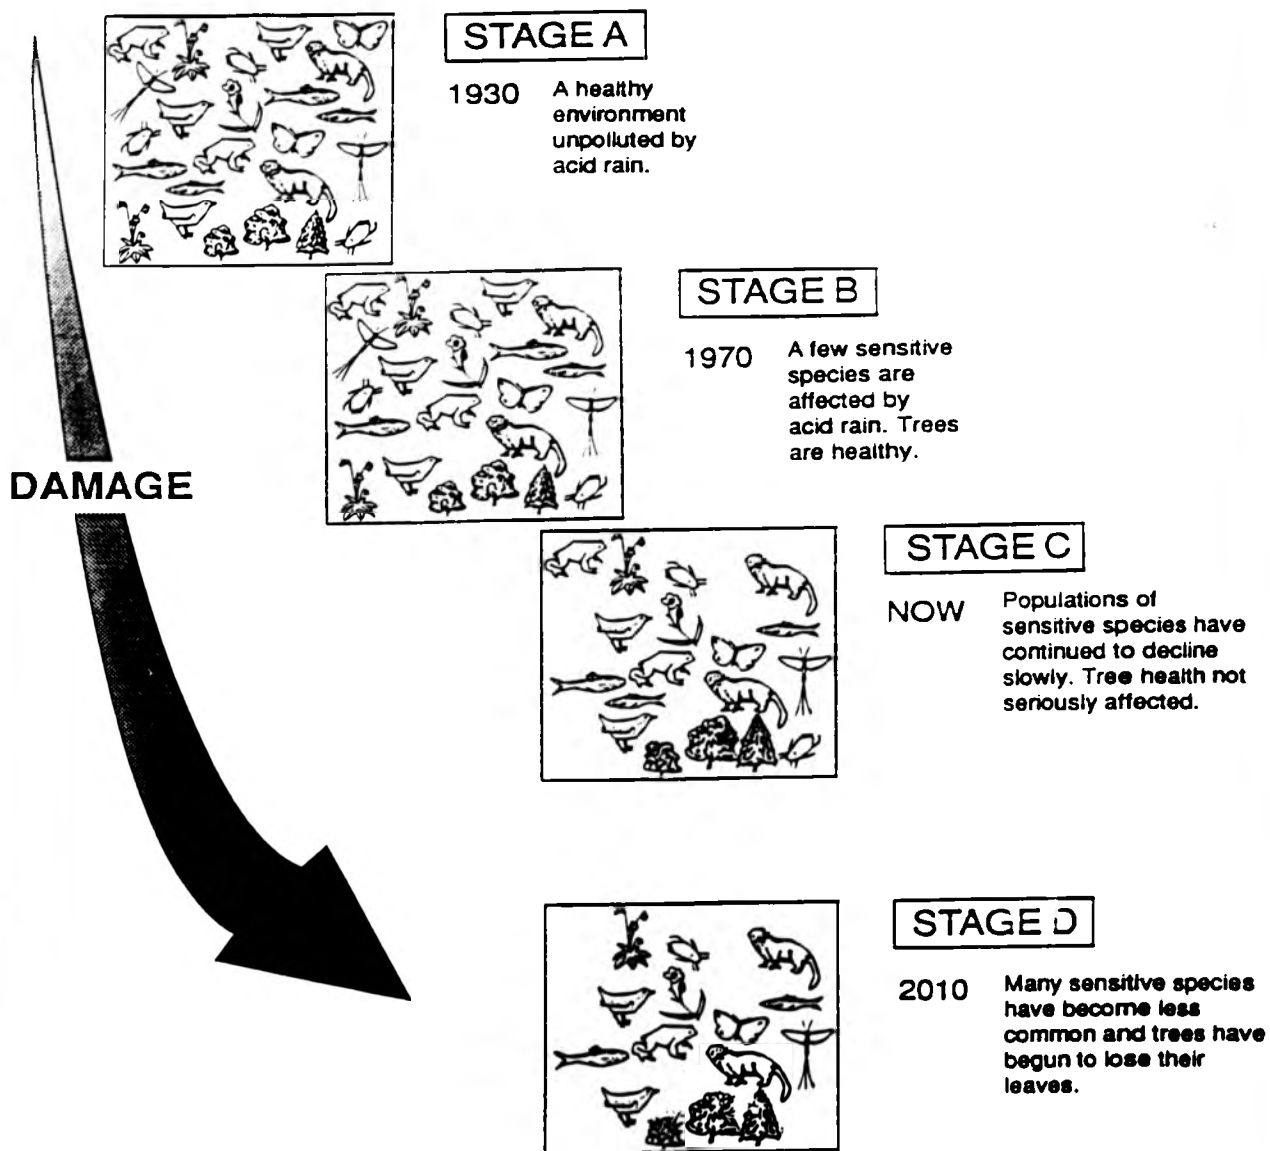 STAGE A
1930
A healthy
environment
unpolluted by
acid rain.
STAGE B
1970
A few sensitive
species are
affected by
acid rain. Trees
are healthy.
DAMAGE
STAGE C
NOW
Populations of
sensitive species have
continued to decline
slowly. Tree health not
seriously affected.
STAGE D
2010
Many sensitive species
have become less
common and trees have
begun to lose their
leaves.